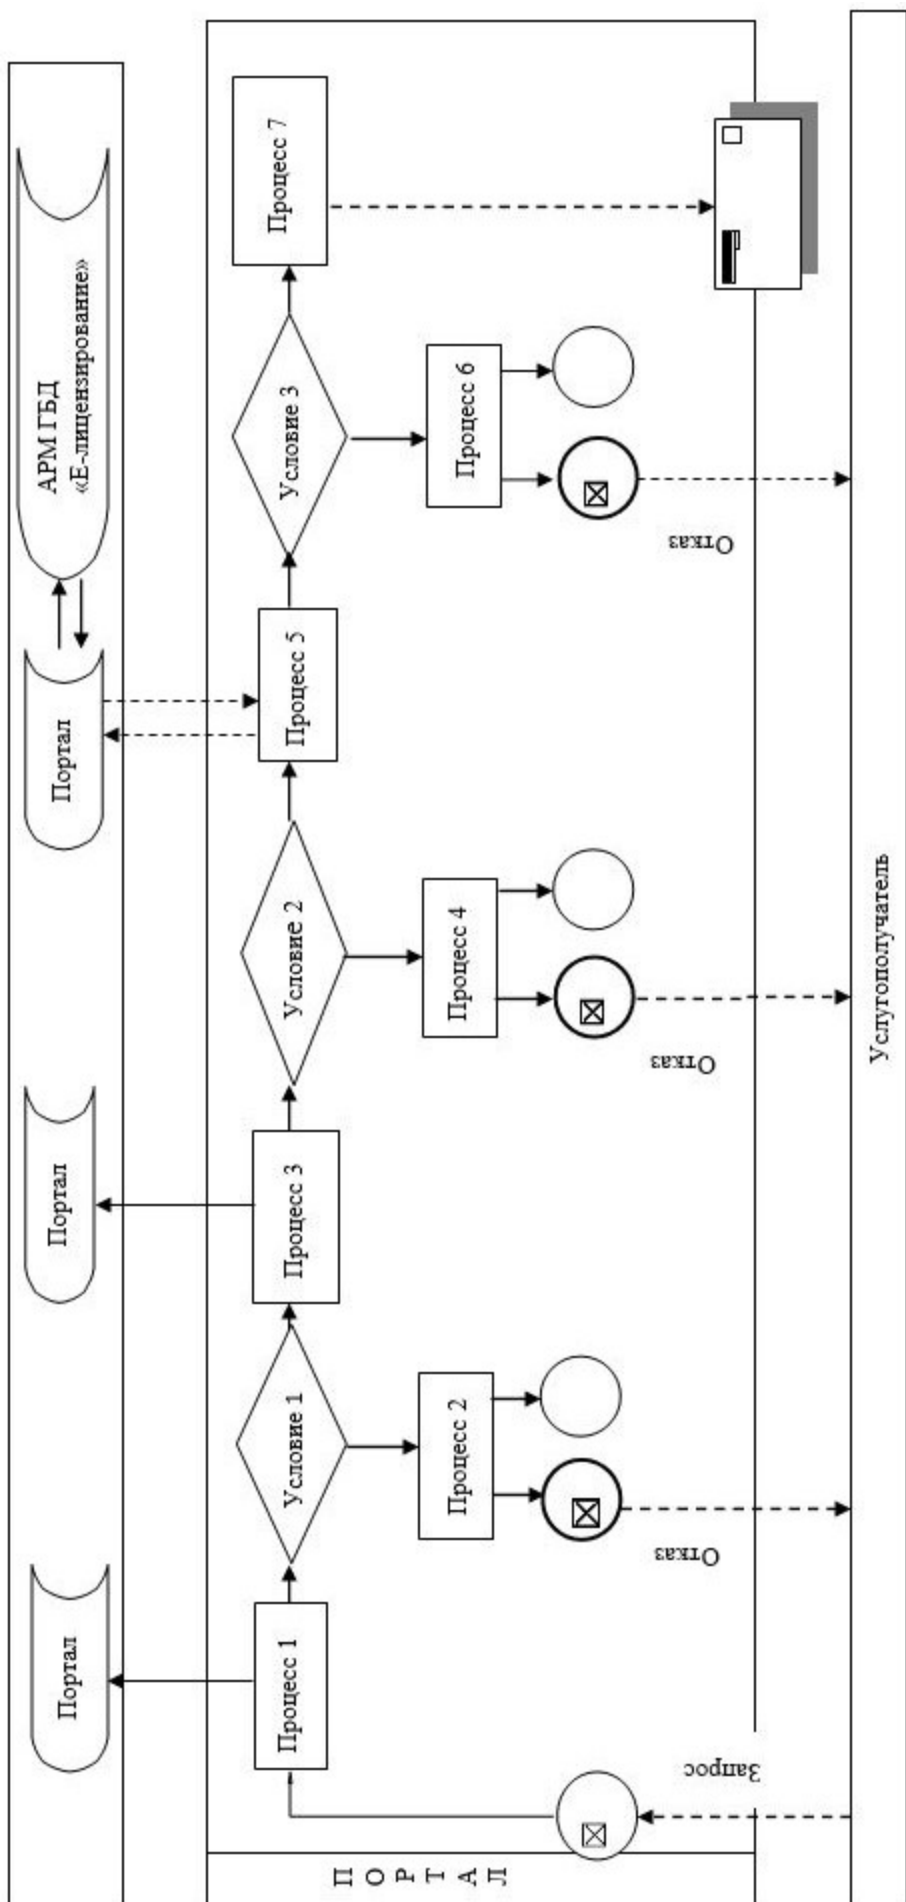 Портал
Портал
Портал
АРМ ГБД
«Е-лицензирование»
ПОРТАЛ
Процесс 1
Условие 1
Процесс 3
Условие 2
Процесс 5
Условие 3
Процесс 7
Процесс 2
Процесс 4
Процесс 6
Запрос
Отказ
Отказ
Отказ
Услугополучатель